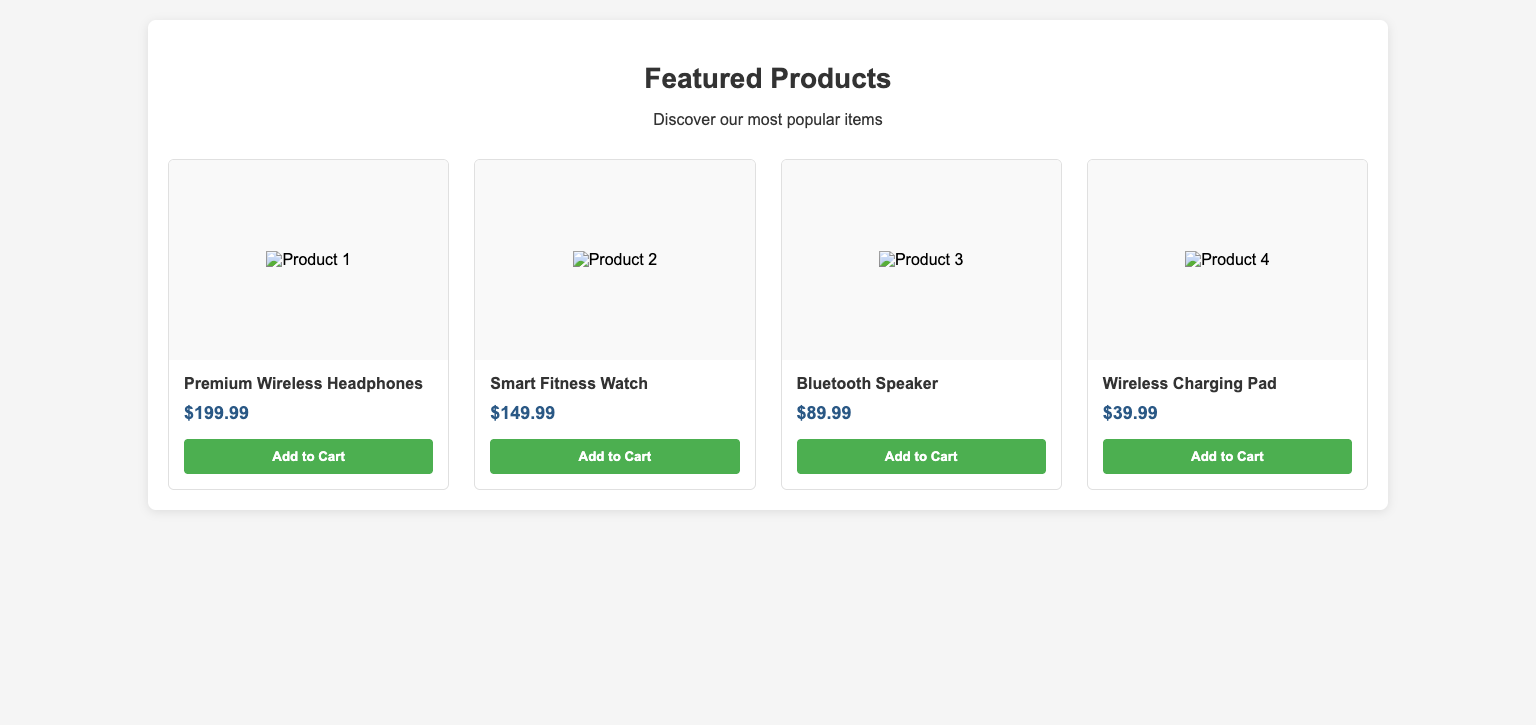 Featured Products
Discover our most popular items
Product 1
Product 2
Product 3
Product 4
Premium Wireless Headphones
$199.99
Add to Cart
Smart Fitness Watch
$149.99
Add to Cart
Bluetooth Speaker
$89.99
Add to Cart
Wireless Charging Pad
$39.99
Add to Cart